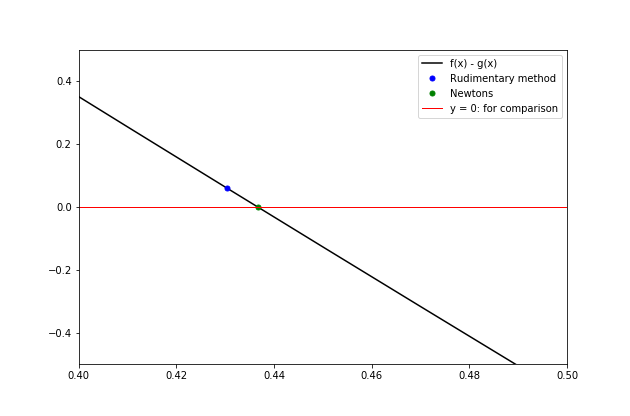 f(x) - g(x)
Rudimentary method
Newtons
y = 0: for comparison
0.4
0.2
0.0
−0.2
−0.4
0.40 0.42 0.44 0.46 0.48 0.50